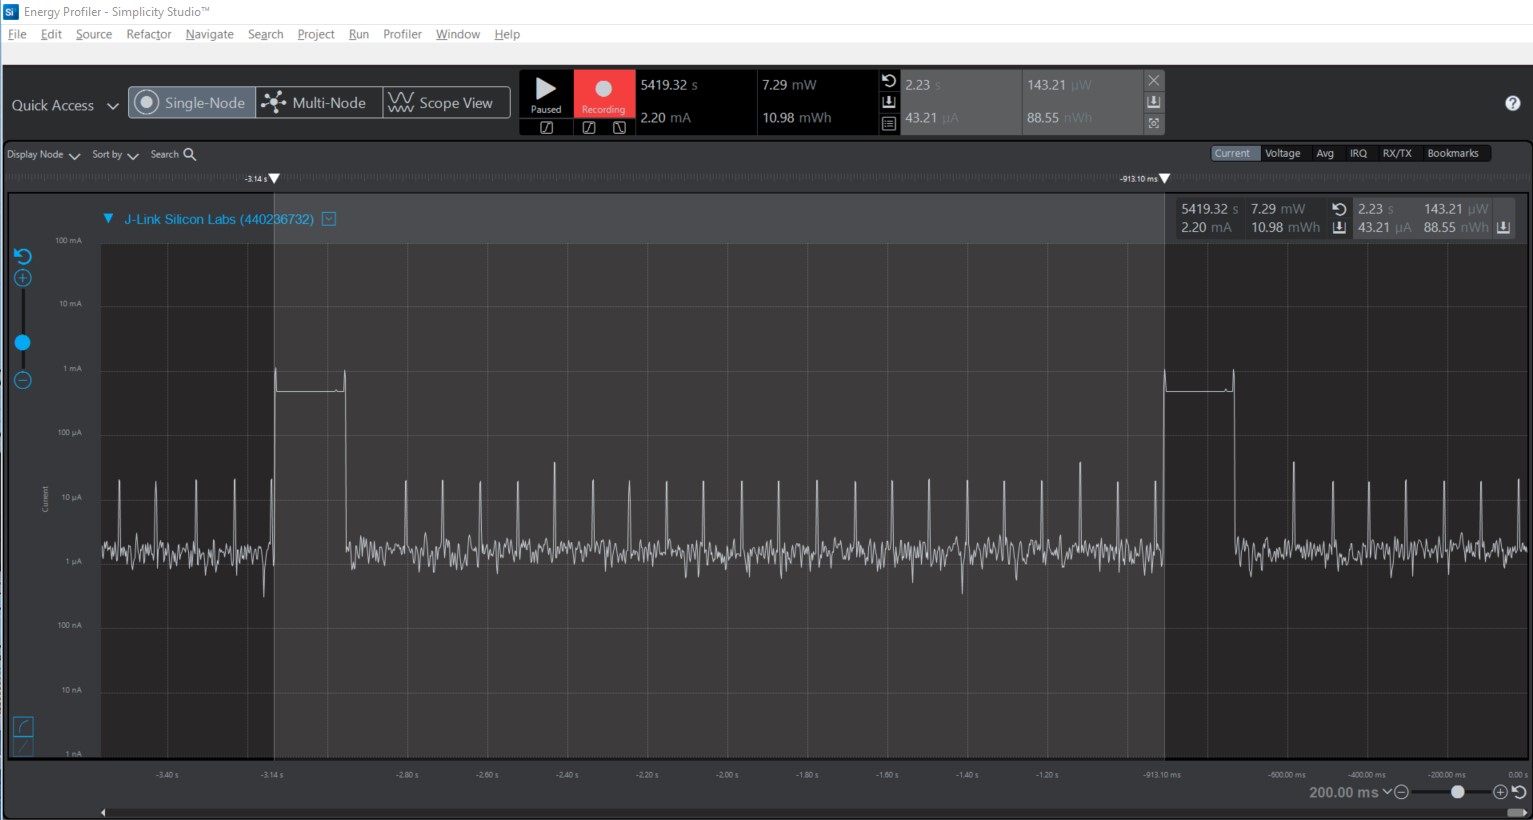 Si Energy Profiler - Simplicity Studio™
File Edit Source Refactor Navigate Search Project Run Profiler Window Help
Quick Access Single-Node Multi-Node Scope View
Paused Recording
5419.32 s 7.29 mW 2.23 s 143.21 µW
2.20 mA 10.98 mWh 43.21 µA 88.55 nWh
?
Display Node Sort by Search Current Voltage Avg IRQ RX/TX Bookmarks
-3.14 s -913.10 ms
J-Link Silicon Labs (440236732)
5419.32 s 7.29 mW 2.23 s 143.21 µW
2.20 mA 10.98 mWh 43.21 µA 88.55 nWh
100 mA
10 mA
1 mA
100 µA
10 µA
Current
1 µA
100 nA
10 nA
1 nA
-3.40 s -3.14 s -2.80 s -2.60 s -2.40 s -2.20 s -2.00 s -1.80 s -1.60 s -1.40 s -1.20 s -913.10 ms -600.00 ms -400.00 ms -200.00 ms 0.00 s
200.00 ms